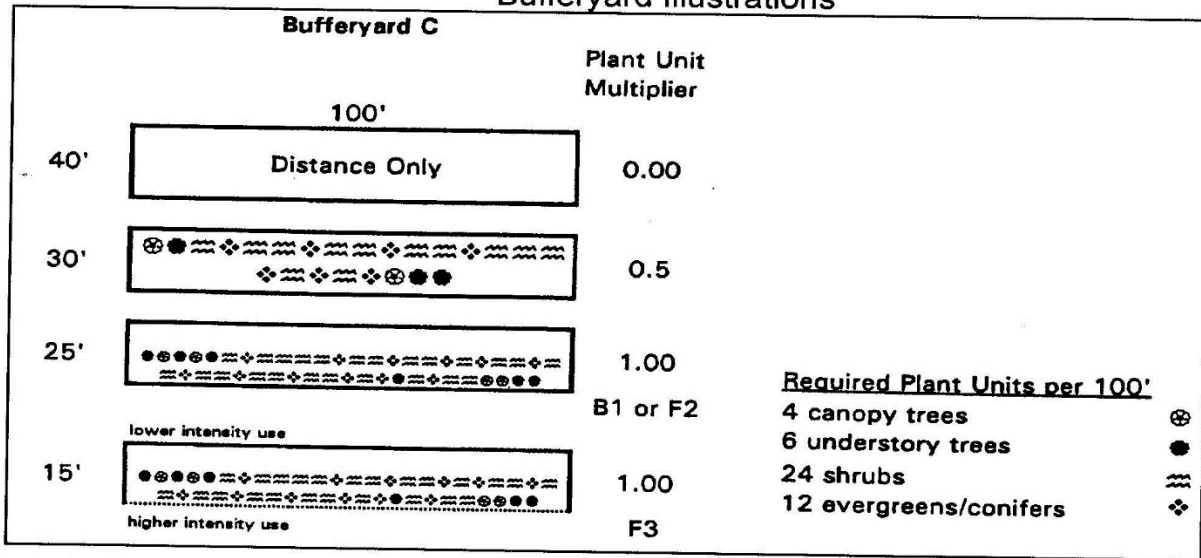 Bufferyard Illustrations
Bufferyard C
Plant Unit
Multiplier
100'
40'
Distance Only
0.00
30'
0.5
25'
1.00
B1 or F2
lower intensity use
15'
1.00
higher intensity use
F3
Required Plant Units per 100'
4 canopy trees
6 understory trees
24 shrubs
12 evergreens/conifers